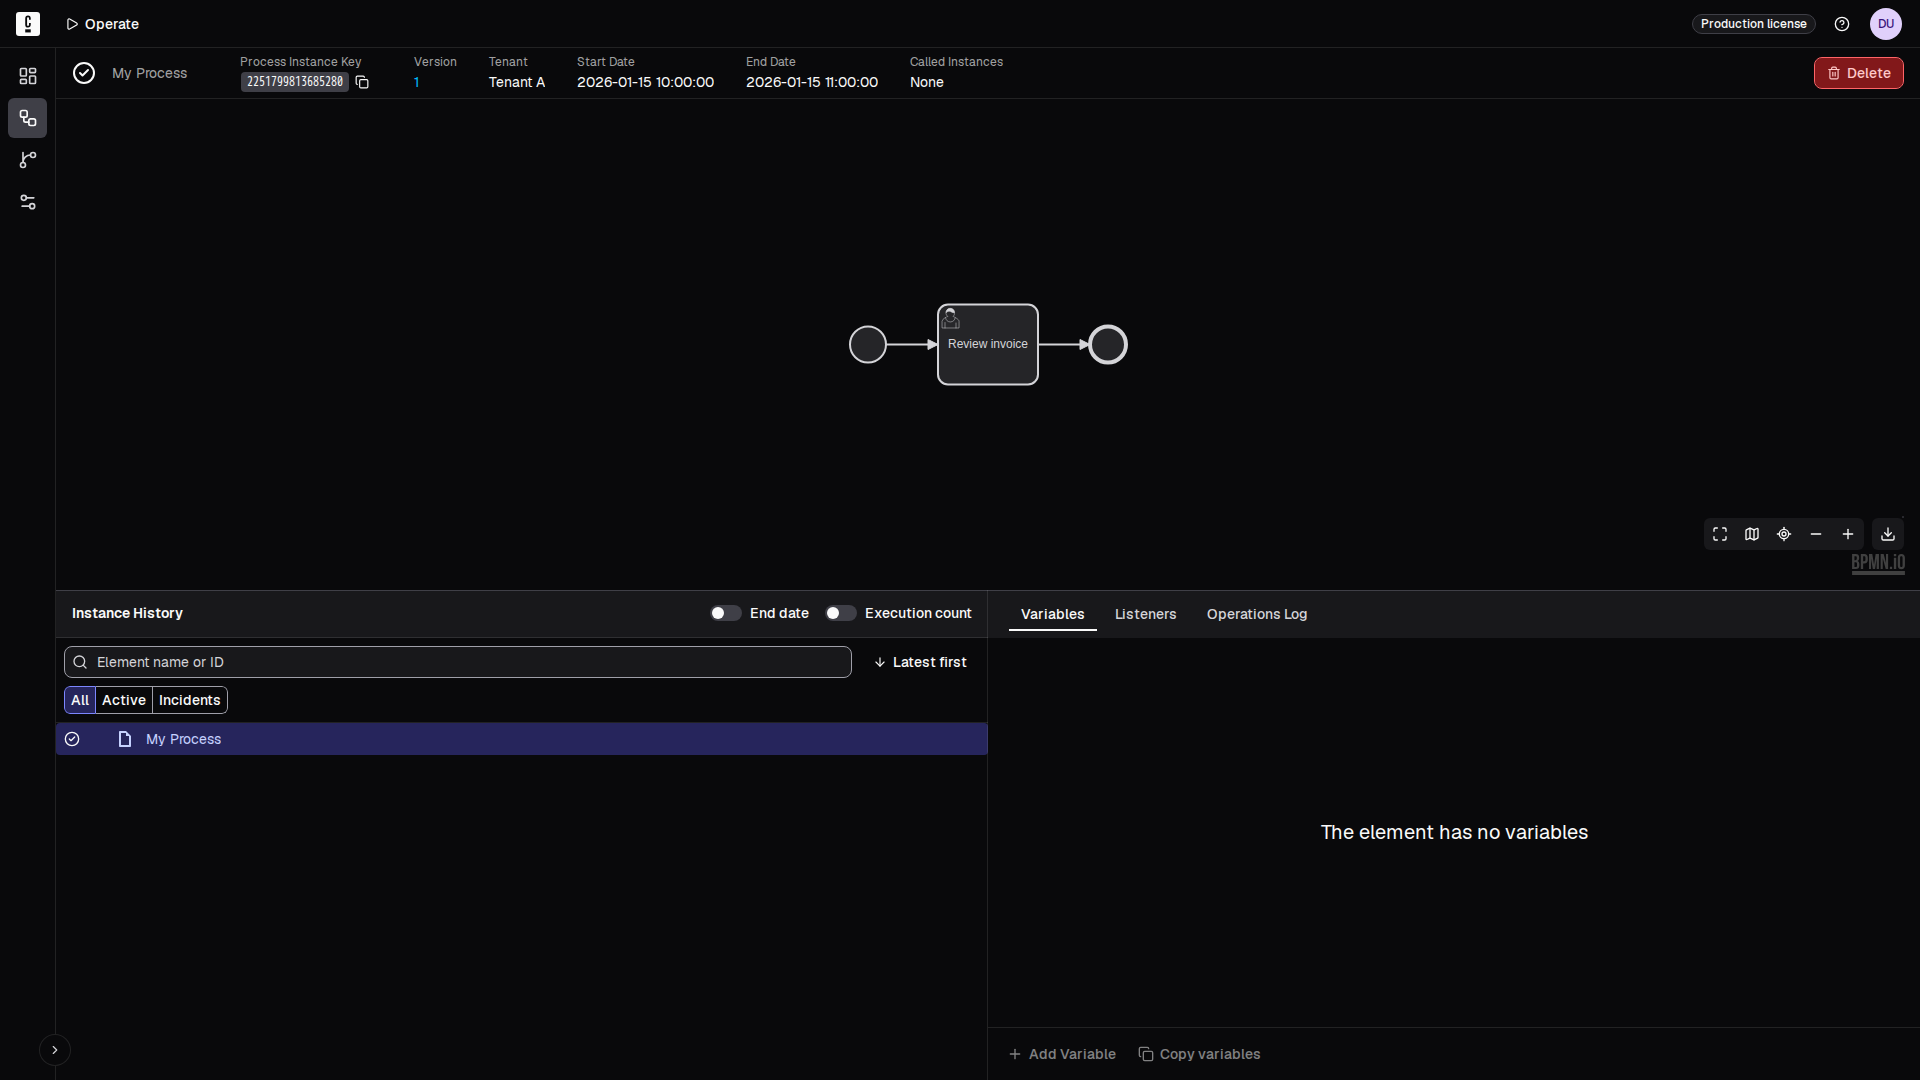 Operate
Production license
DU
My Process
Process Instance Key
2251799813685280
Version
1
Tenant
Tenant A
Start Date
2026-01-15 10:00:00
End Date
2026-01-15 11:00:00
Called Instances
None
Delete
Review invoice
BPMN.iO
Instance History
End date
Execution count
Variables
Listeners
Operations Log
Element name or ID
Latest first
All
Active
Incidents
My Process
The element has no variables
Add Variable
Copy variables